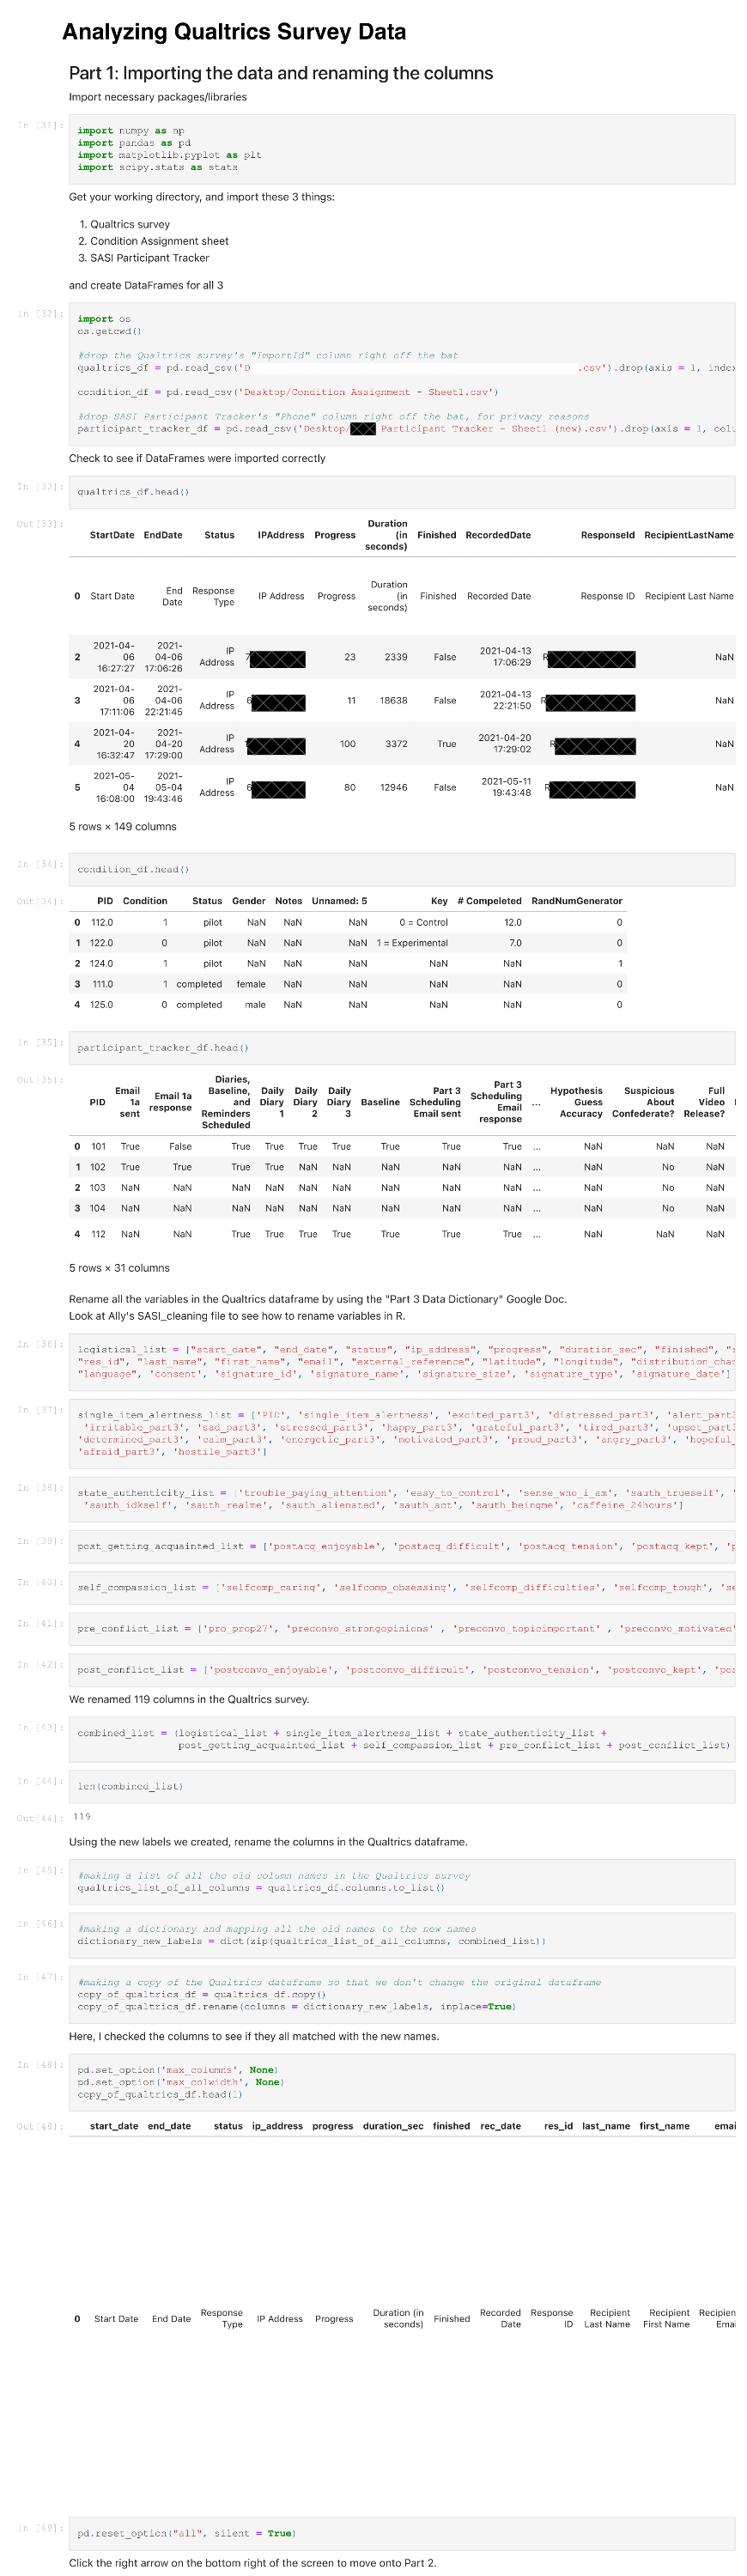 Analyzing Qualtrics Survey Data
Part 1: Importing the data and renaming the columns
Import necessary packages/libraries
In [31]:
import numpy as np
import pandas as pd
import matplotlib.pyplot as plt
import scipy.stats as stats
Get your working directory, and import these 3 things:
1. Qualtrics survey
2. Condition Assignment sheet
3. SASI Participant Tracker
and create DataFrames for all 3
In [32]:
import os
os.getcwd()
#drop the Qualtrics survey's "ImportId" column right off the bat
qualtrics_df = pd.read_csv('D .csv').drop(axis = 1, index
condition_df = pd.read_csv('Desktop/Condition Assignment - Sheet1.csv')
#drop SASI Participant Tracker's "Phone" column right off the bat, for privacy reasons
participant_tracker_df = pd.read_csv('Desktop/ Participant Tracker - Sheet1 (new).csv').drop(axis = 1, colu
Check to see if DataFrames were imported correctly
In [33]:
qualtrics_df.head()
Out[33]:
StartDate EndDate Status IPAddress Progress Duration (in seconds) Finished RecordedDate ResponseId RecipientLastName
0 Start Date End Date Response Type IP Address Progress Duration (in seconds) Finished Recorded Date Response ID Recipient Last Name
2 2021-04-06 16:27:27 2021-04-06 17:06:26 IP Address 7 23 2339 False 2021-04-13 17:06:29 R NaN
3 2021-04-06 17:11:06 2021-04-06 22:21:45 IP Address 6 11 18638 False 2021-04-13 22:21:50 R NaN
4 2021-04-20 16:32:47 2021-04-20 17:29:00 IP Address 100 3372 True 2021-04-20 17:29:02 R NaN
5 2021-05-04 16:08:00 2021-05-04 19:43:46 IP Address 6 80 12946 False 2021-05-11 19:43:48 R NaN
5 rows × 149 columns
In [34]:
condition_df.head()
Out[34]:
PID Condition Status Gender Notes Unnamed: 5 Key # Compeleted RandNumGenerator
0 112.0 1 pilot NaN NaN NaN 0 = Control 12.0 0
1 122.0 0 pilot NaN NaN NaN 1 = Experimental 7.0 0
2 124.0 1 pilot NaN NaN NaN NaN NaN 1
3 111.0 1 completed female NaN NaN NaN NaN 0
4 125.0 0 completed male NaN NaN NaN NaN 0
In [35]:
participant_tracker_df.head()
Out[35]:
PID Email 1a sent Email 1a response Diaries, Baseline, and Reminders Scheduled Daily Diary 1 Daily Diary 2 Daily Diary 3 Baseline Part 3 Scheduling Email sent Part 3 Scheduling Email response ... Hypothesis Guess Accuracy Suspicious About Confederate? Full Video Release?
0 101 True False True True True True True True True ... NaN NaN NaN
1 102 True True True True NaN NaN NaN NaN NaN ... NaN No NaN
2 103 NaN NaN NaN NaN NaN NaN NaN NaN NaN ... NaN No NaN
3 104 NaN NaN NaN NaN NaN NaN NaN NaN NaN ... NaN No NaN
4 112 NaN NaN True True True True True True True ... NaN NaN NaN
5 rows × 31 columns
Rename all the variables in the Qualtrics dataframe by using the "Part 3 Data Dictionary" Google Doc.
Look at Ally's SASI_cleaning file to see how to rename variables in R.
In [36]:
logistical_list = ["start_date", "end_date", "status", "ip_address", "progress", "duration_sec", "finished",
"res_id", "last_name", "first_name", "email", "external_reference", "latitude", "longitude", "distribution_chan
"language", 'consent', 'signature_id', 'signature_name', 'signature_size', 'signature_type', 'signature_date']
In [37]:
single_item_alertness_list = ['PID', 'single_item_alertness', 'excited_part3', 'distressed_part3', 'alert_part3
'irritable_part3', 'sad_part3', 'stressed_part3', 'happy_part3', 'grateful_part3', 'tired_part3', 'upset_part3
'determined_part3', 'calm_part3', 'energetic_part3', 'motivated_part3', 'proud_part3', 'angry_part3', 'hopeful_
'afraid_part3', 'hostile_part3']
In [38]:
state_authenticity_list = ['trouble_paying_attention', 'easy_to_control', 'sense_who_i_am', 'sauth_trueself', '
'sauth_idkself', 'sauth_realme', 'sauth_alienated', 'sauth_act', 'sauth_beingme', 'caffeine_24hours']
In [39]:
post_getting_acquainted_list = ['postacq_enjoyable', 'postacq_difficult', 'postacq_tension', 'postacq_kept', 'p
In [40]:
self_compassion_list = ['selfcomp_caring', 'selfcomp_obsessing', 'selfcomp_difficulties', 'selfcomp_tough', 'se
In [41]:
pre_conflict_list = ['pro_prop27', 'preconvo_strongopinions' , 'preconvo_topicimportant' , 'preconvo_motivated'
In [42]:
post_conflict_list = ['postconvo_enjoyable', 'postconvo_difficult', 'postconvo_tension', 'postconvo_kept', 'pos
We renamed 119 columns in the Qualtrics survey.
In [43]:
combined_list = (logistical_list + single_item_alertness_list + state_authenticity_list +
post_getting_acquainted_list + self_compassion_list + pre_conflict_list + post_conflict_list)
In [44]:
len(combined_list)
Out[44]:
119
Using the new labels we created, rename the columns in the Qualtrics dataframe.
In [45]:
#making a list of all the old column names in the Qualtrics survey
qualtrics_list_of_all_columns = qualtrics_df.columns.to_list()
In [46]:
#making a dictionary and mapping all the old names to the new names
dictionary_new_labels = dict(zip(qualtrics_list_of_all_columns, combined_list))
In [47]:
#making a copy of the Qualtrics dataframe so that we don't change the original dataframe
copy_of_qualtrics_df = qualtrics_df.copy()
copy_of_qualtrics_df.rename(columns = dictionary_new_labels, inplace=True)
Here, I checked the columns to see if they all matched with the new names.
In [48]:
pd.set_option('max_columns', None)
pd.set_option('max_colwidth', None)
copy_of_qualtrics_df.head(1)
Out[48]:
start_date end_date status ip_address progress duration_sec finished rec_date res_id last_name first_name emai
0 Start Date End Date Response Type IP Address Progress Duration (in seconds) Finished Recorded Date Response ID Recipient Last Name Recipient First Name Recipien Emai
In [49]:
pd.reset_option("all", silent = True)
Click the right arrow on the bottom right of the screen to move onto Part 2.